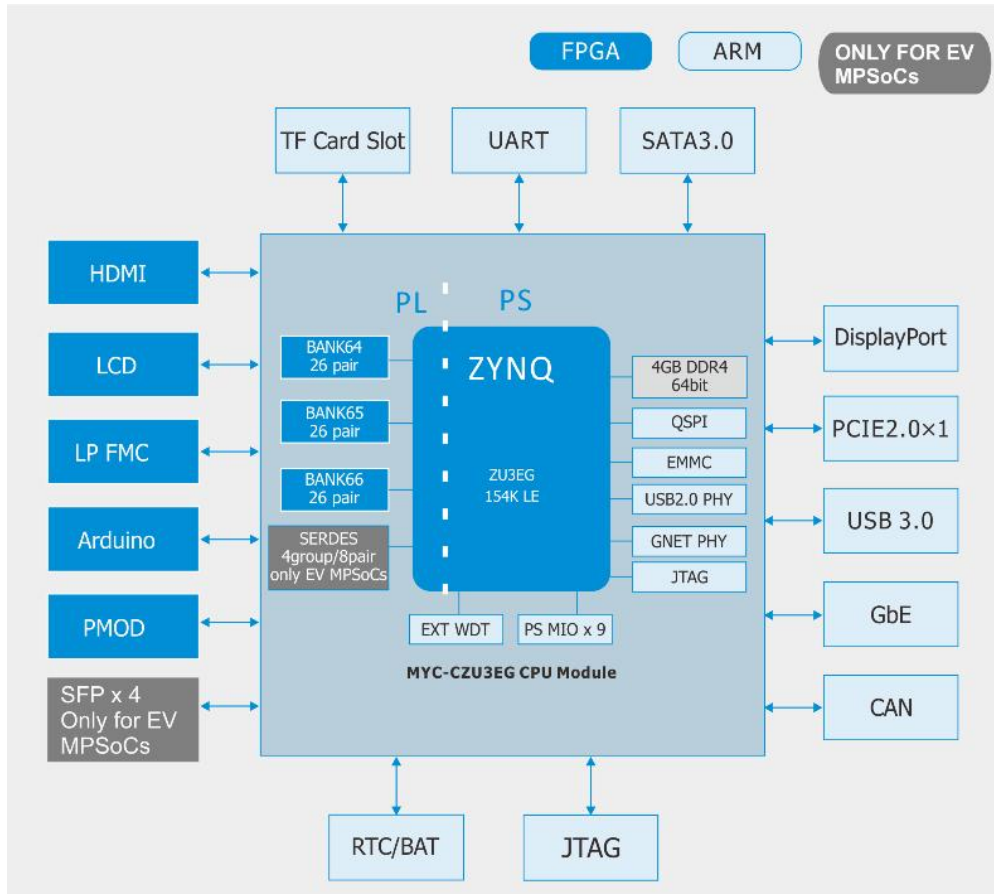 FPGA
ARM
ONLY FOR EV
MPSoCs
TF Card Slot
UART
SATA3.0
HDMI
LCD
LP FMC
Arduino
PMOD
SFP x 4
Only for EV
MPSoCs
PL
PS
BANK64
26 pair
BANK65
26 pair
BANK66
26 pair
SERDES
4group/8pair
only EV MPSoCs
ZYNQ
ZU3EG
154K LE
4GB DDR4
64bit
QSPI
EMMC
USB2.0 PHY
GNET PHY
JTAG
EXT WDT
PS MIO x 9
MYC-CZU3EG CPU Module
DisplayPort
PCIE2.0×1
USB 3.0
GbE
CAN
RTC/BAT
JTAG